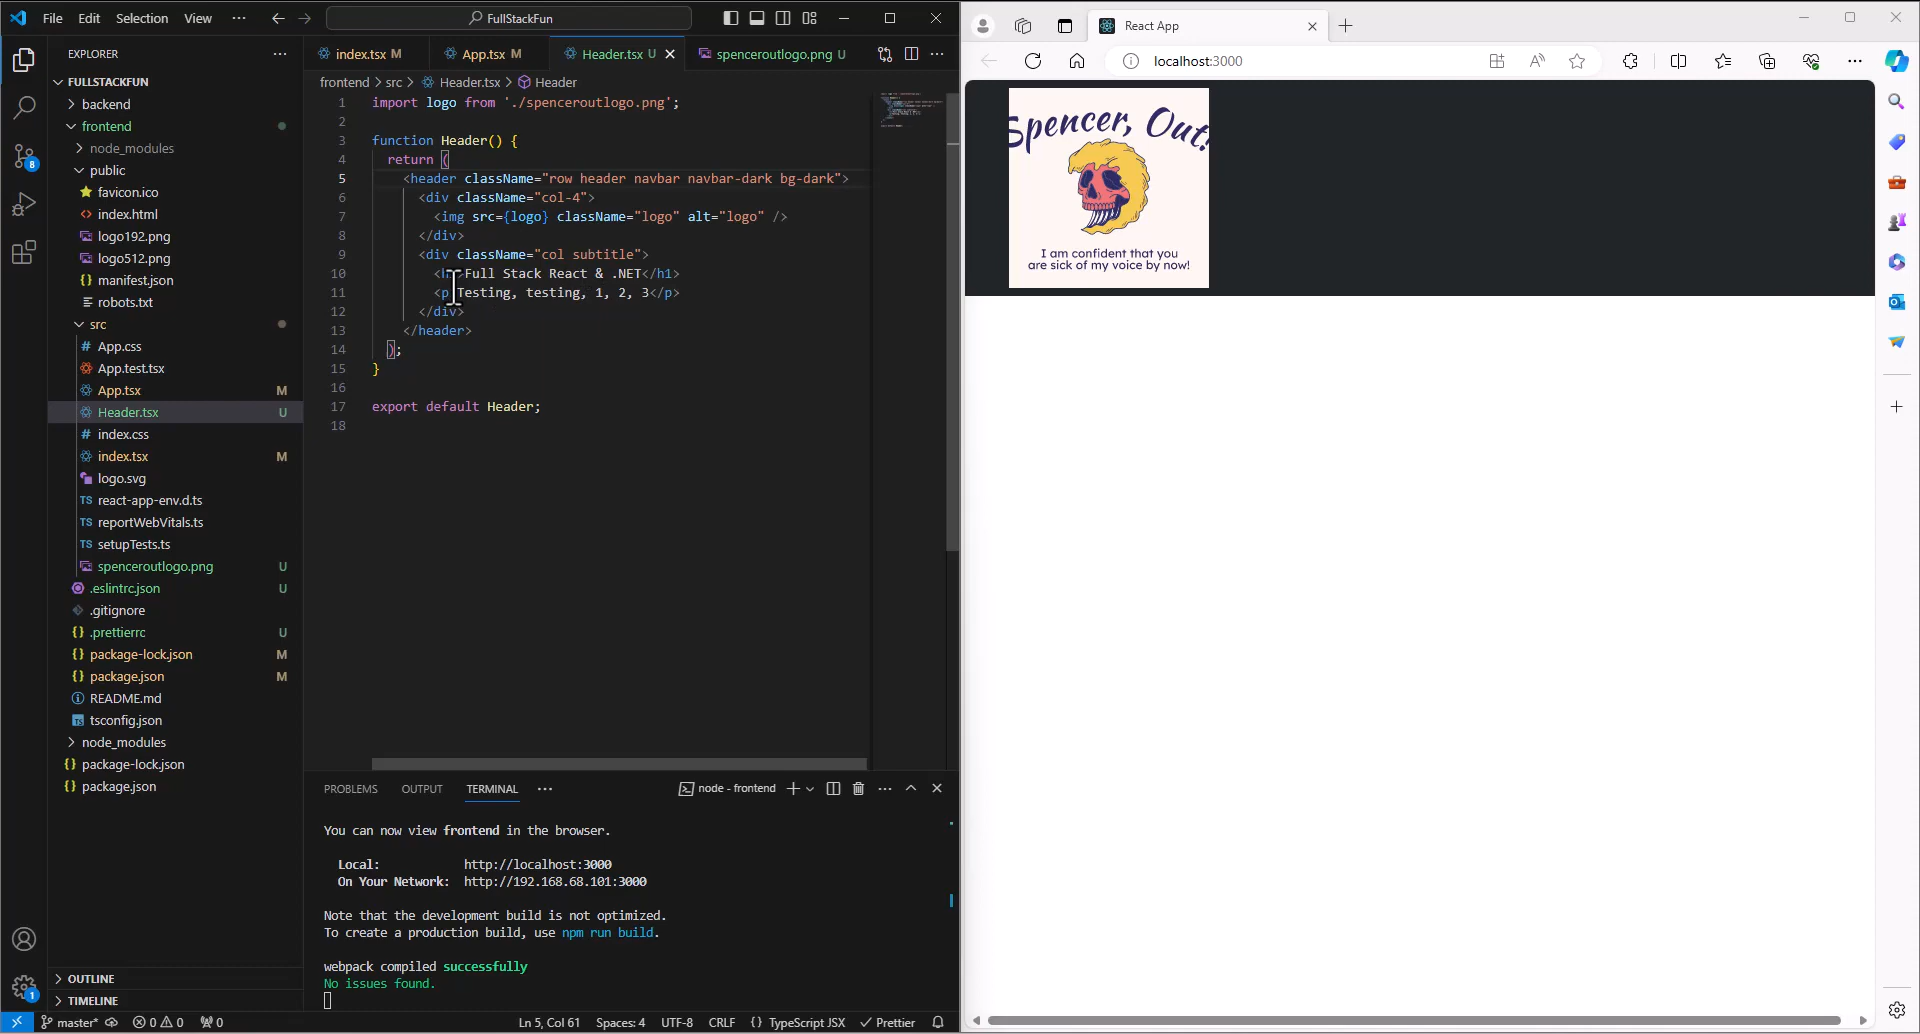 File Edit Selection View ··· FullStackFun
EXPLORER ···
FULLSTACKFUN
backend
frontend
node_modules
public
favicon.ico
index.html
logo192.png
logo512.png
manifest.json
robots.txt
src
App.css
App.test.tsx
App.tsx M
Header.tsx U
index.css
index.tsx M
logo.svg
TS react-app-env.d.ts
TS reportWebVitals.ts
TS setupTests.ts
spenceroutlogo.png U
.eslintrc.json U
.gitignore
.prettierrc U
package-lock.json M
package.json M
README.md
tsconfig.json
node_modules
package-lock.json
package.json
OUTLINE
TIMELINE
8
1
index.tsx M App.tsx M Header.tsx U spenceroutlogo.png U
frontend > src > Header.tsx > Header
1 import logo from './spenceroutlogo.png';
2
3 function Header() {
4 return (
5 <header className="row header navbar navbar-dark bg-dark">
6 <div className="col-4">
7 <img src={logo} className="logo" alt="logo" />
8 </div>
9 <div className="col subtitle">
10 <h Full Stack React & .NET</h1>
11 <p Testing, testing, 1, 2, 3</p>
12 </div>
13 </header>
14 );
15 }
16
17 export default Header;
18
PROBLEMS OUTPUT TERMINAL ··· node - frontend
You can now view frontend in the browser.
Local: http://localhost:3000
On Your Network: http://192.168.68.101:3000
Note that the development build is not optimized.
To create a production build, use npm run build.
webpack compiled successfully
No issues found.
master* 0 0 0 Ln 5, Col 61 Spaces: 4 UTF-8 CRLF {} TypeScript JSX Prettier
React App
localhost:3000
Spencer, Out!
I am confident that you
are sick of my voice by now!